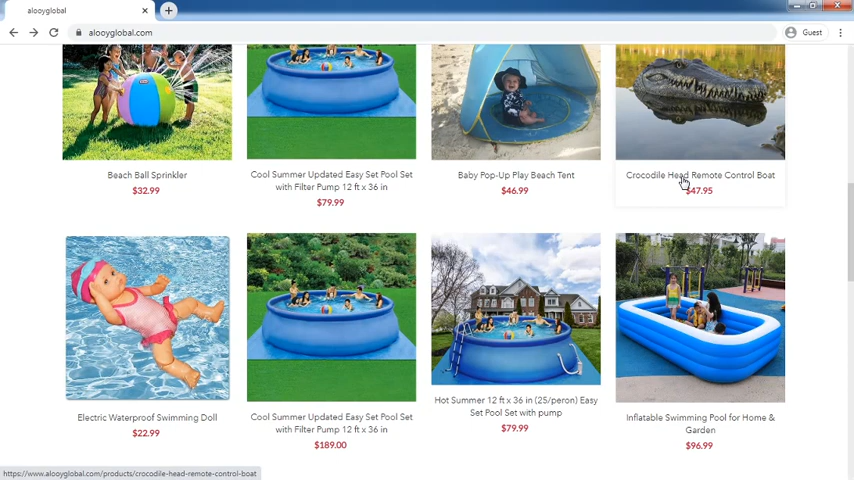 alooyglobal
alooyglobal.com
Guest
Beach Ball Sprinkler
$32.99
Cool Summer Updated Easy Set Pool Set
with Filter Pump 12 ft x 36 in
$79.99
Baby Pop-Up Play Beach Tent
$46.99
Crocodile Head Remote Control Boat
$47.95
Electric Waterproof Swimming Doll
$22.99
Cool Summer Updated Easy Set Pool Set
with Filter Pump 12 ft x 36 in
$189.00
Hot Summer 12 ft x 36 in (25/peron) Easy
Set Pool Set with pump
$79.99
Inflatable Swimming Pool for Home &
Garden
$96.99
https://www.alooyglobal.com/products/crocodile-head-remote-control-boat